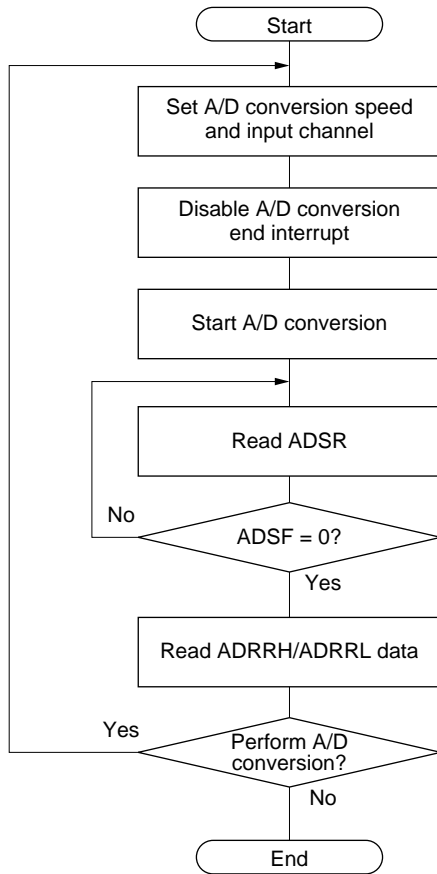 Start
Set A/D conversion speed
and input channel
Disable A/D conversion
end interrupt
Start A/D conversion
Read ADSR
No
ADSF = 0?
Yes
Read ADRRH/ADRRL data
Yes
Perform A/D
conversion?
No
End